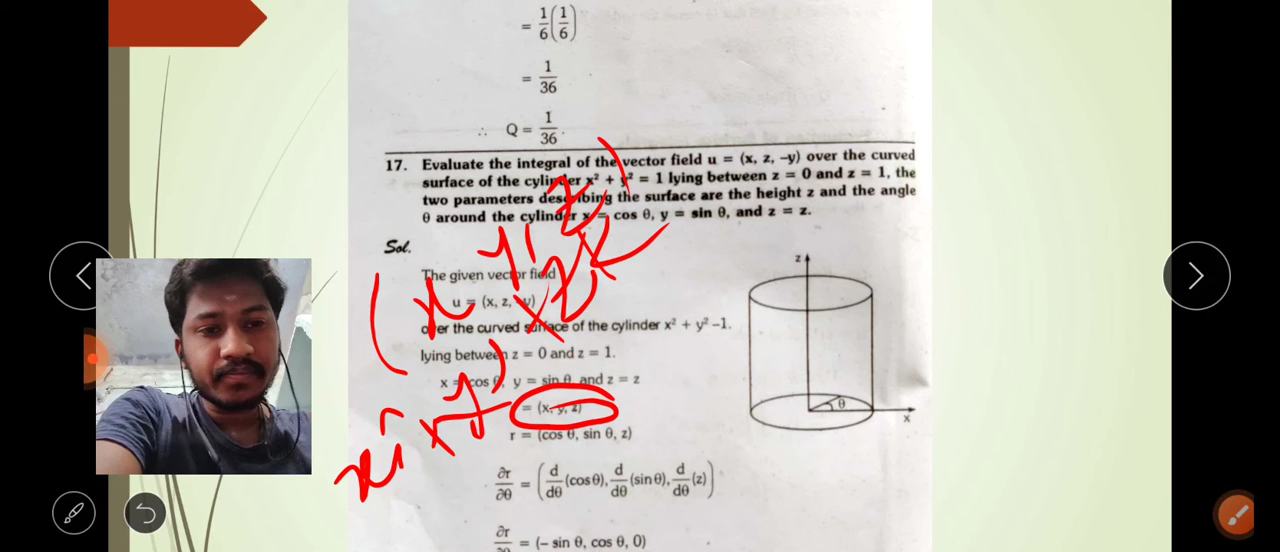 = 1/6 (1/6)
= 1/36
∴ Q = 1/36.
17. Evaluate the integral of the vector field u = (x, z, -y) over the curved
surface of the cylinder x² + y² = 1 lying between z = 0 and z = 1, the
two parameters describing the surface are the height z and the angle
θ around the cylinder x = cos θ, y = sin θ, and z = z.
Sol.
The given vector field
u = (x, z, -y)
over the curved surface of the cylinder x² + y² -1.
lying between z = 0 and z = 1.
x = cos θ, y = sin θ and z = z
= (x, y, z)
r = (cos θ, sin θ, z)
∂r/∂θ = (d/dθ (cosθ), d/dθ (sinθ), d/dθ (z))
∂r/∂θ = (– sin θ, cos θ, 0)
z
θ
x
(x, y, z)